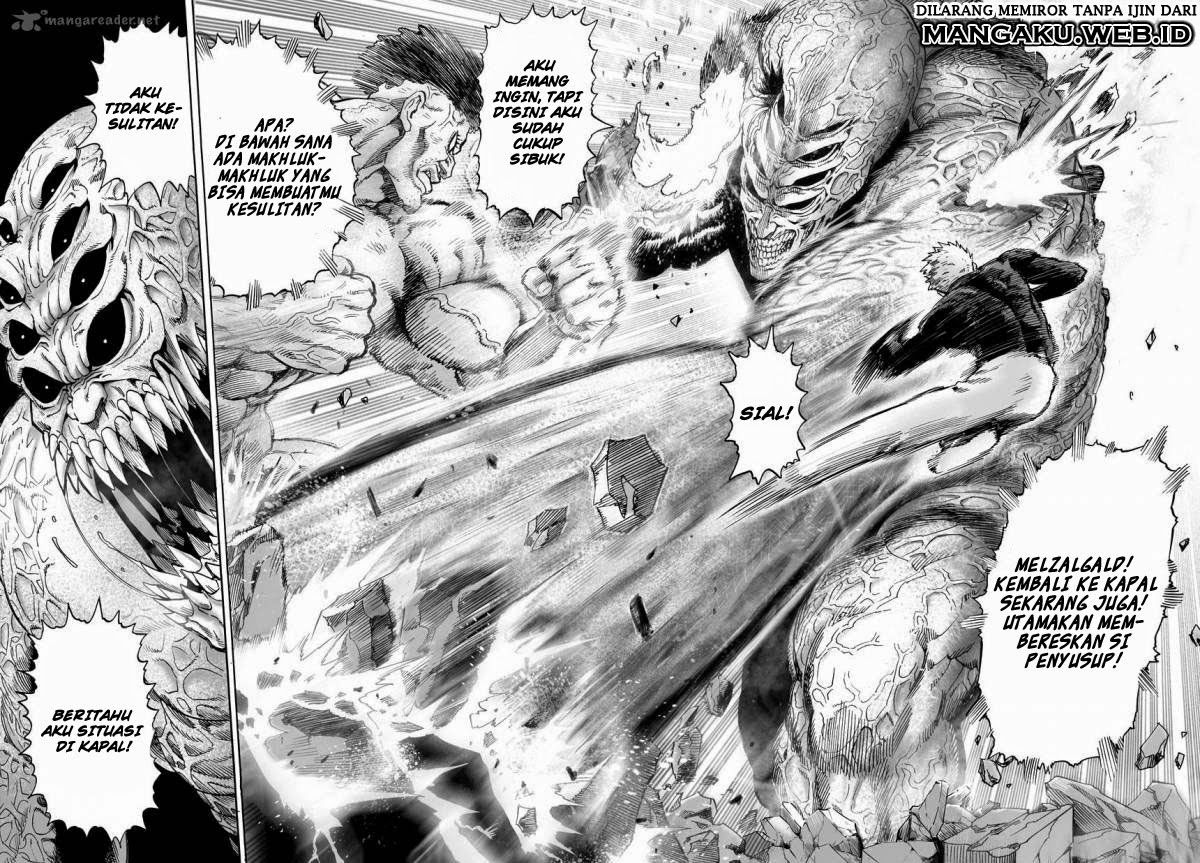 mangareader.net
DILARANG MEMIROR TANPA IJIN DARI
MANGAKU.WEB.ID
MELZALGALD!
KEMBALI KE KAPAL
SEKARANG JUGA!
UTAMAKAN MEM-
BERESKAN SI
PENYUSUP!
SIAL!
AKU
MEMANG
INGIN, TAPI
DISINI AKU
SUDAH
CUKUP
SIBUK!
APA?
DI BAWAH SANA
ADA MAKHLUK-
MAKHLUK YANG
BISA MEMBUATMU
KESULITAN?
AKU
TIDAK KE-
SULITAN!
BERITAHU
AKU SITUASI
DI KAPAL!